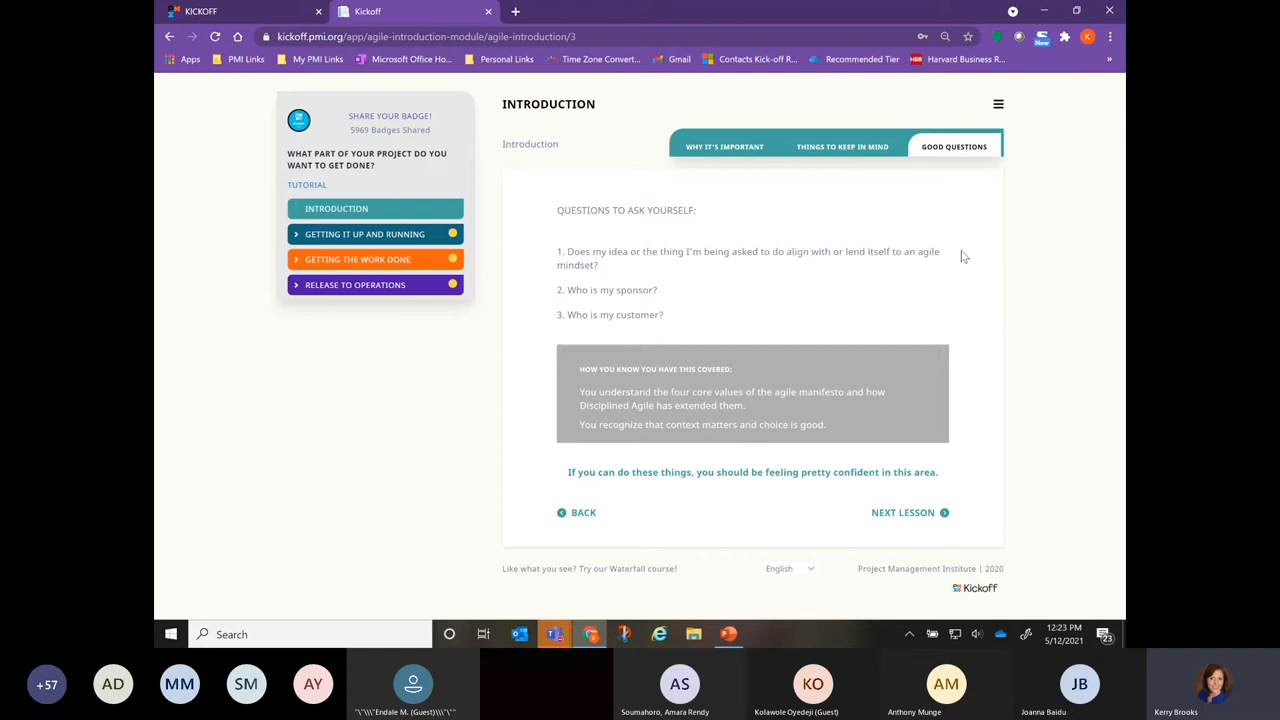 KICKOFF
Kickoff
kickoff.pmi.org/app/agile-introduction-module/agile-introduction/3
New
K
Apps
PMI Links
My PMI Links
Microsoft Office Ho...
Personal Links
Time Zone Convert...
Gmail
Contacts Kick-off R...
Recommended Tier
HBR
Harvard Business R...
»
SHARE YOUR BADGE!
5969 Badges Shared
WHAT PART OF YOUR PROJECT DO YOU
WANT TO GET DONE?
TUTORIAL
INTRODUCTION
GETTING IT UP AND RUNNING
GETTING THE WORK DONE
RELEASE TO OPERATIONS
INTRODUCTION
Introduction
WHY IT'S IMPORTANT
THINGS TO KEEP IN MIND
GOOD QUESTIONS
QUESTIONS TO ASK YOURSELF:
1. Does my idea or the thing I'm being asked to do align with or lend itself to an agile
mindset?
2. Who is my sponsor?
3. Who is my customer?
HOW YOU KNOW YOU HAVE THIS COVERED:
You understand the four core values of the agile manifesto and how
Disciplined Agile has extended them.
You recognize that context matters and choice is good.
If you can do these things, you should be feeling pretty confident in this area.
BACK
NEXT LESSON
Like what you see? Try our Waterfall course!
English
Project Management Institute | 2020
Kickoff
Search
12:23 PM
5/12/2021
23
+57
AD
MM
SM
AY
"\"\\\"Endale M. (Guest)\\\"\""
AS
Soumahoro, Amara Rendy
KO
Kolawole Oyedeji (Guest)
AM
Anthony Munge
JB
Joanna Baidu
Kerry Brooks